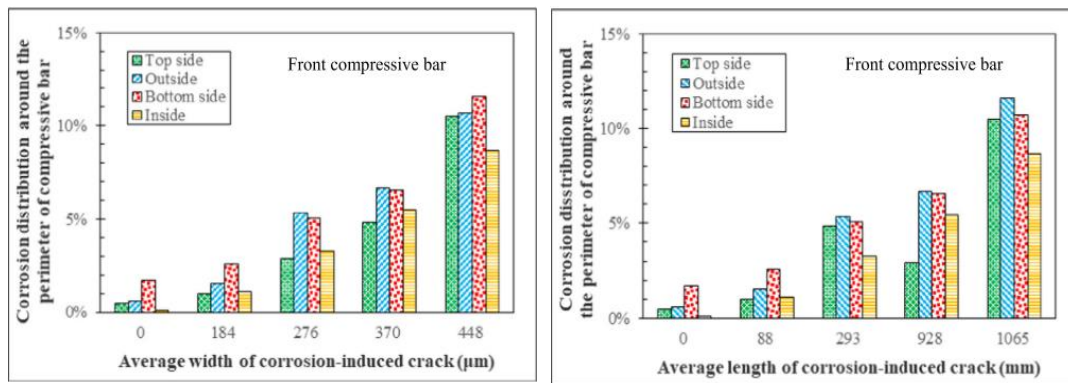 Corrosion distribution around the
perimeter of compressive bar
15%
10%
5%
0%
Top side
Outside
Bottom side
Inside
Front compressive bar
0 184 276 370 448
Average width of corrosion-induced crack (µm)
Corrosion disstribution around
the perimeter of compressive bar
15%
10%
5%
0%
Top side
Outside
Bottom side
Inside
Front compressive bar
0 88 293 928 1065
Average length of corrosion-induced crack (mm)